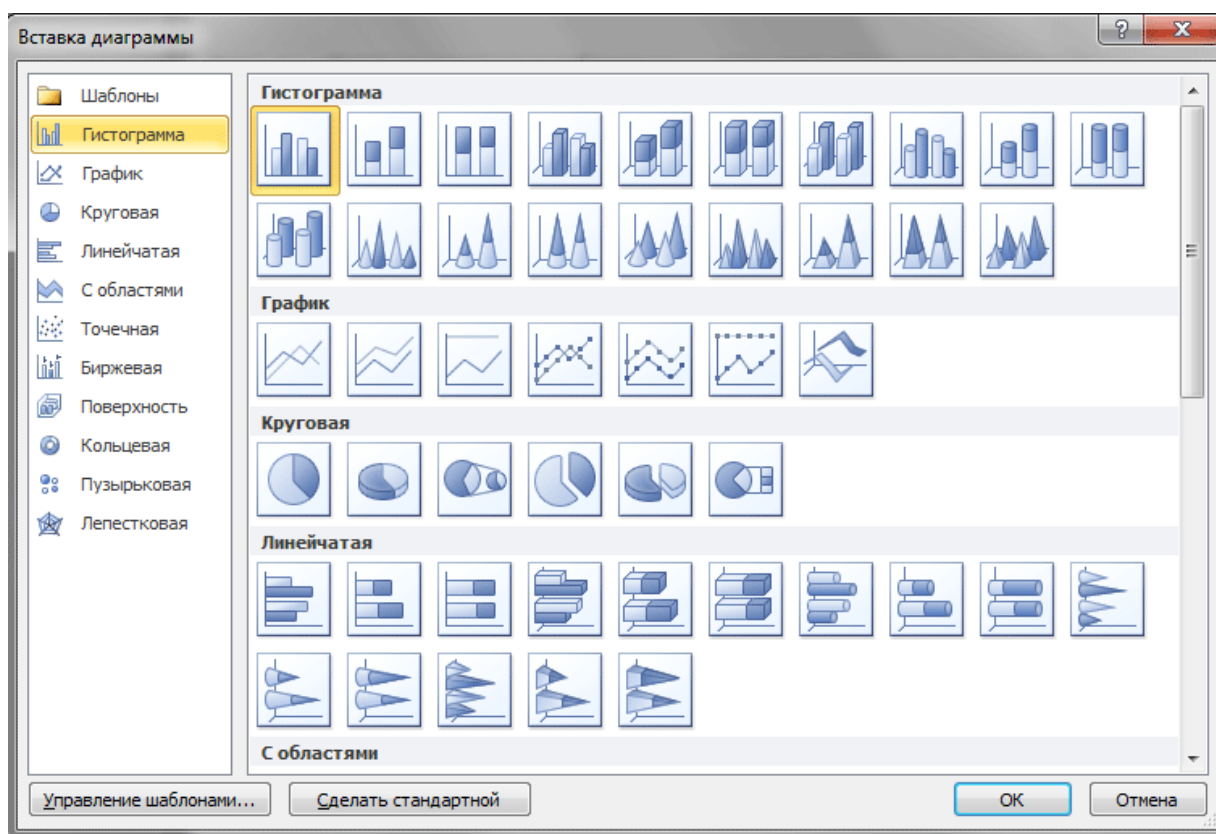 Вставка диаграммы
Шаблоны
Гистограмма
График
Круговая
Линейчатая
С областями
Точечная
Биржевая
Поверхность
Кольцевая
Пузырьковая
Лепестковая
Гистограмма
График
Круговая
Линейчатая
С областями
Управление шаблонами...
Сделать стандартной
ОК
Отмена